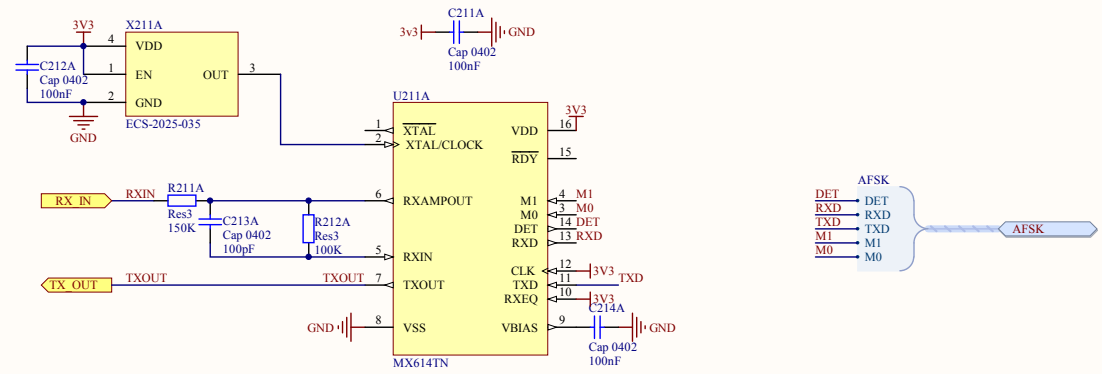 3V3
X211A
4
VDD
1
EN
OUT
3
2
GND
ECS-2025-035
C212A
Cap 0402
100nF
GND
C211A
3v3
GND
Cap 0402
100nF
U211A
1
XTAL
2
XTAL/CLOCK
6
RXAMPOUT
5
RXIN
7
TXOUT
8
VSS
3V3
VDD
16
RDY
15
M1
4
M1
M0
3
M0
DET
14
DET
RXD
13
RXD
CLK
12
3V3
TXD
11
TXD
RXEQ
10
3V3
VBIAS
9
C214A
GND
Cap 0402
100nF
MX614TN
RX_IN
RXIN
R211A
Res3
150K
C213A
Cap 0402
100pF
R212A
Res3
100K
TX_OUT
TXOUT
TXOUT
GND
AFSK
DET
DET
RXD
RXD
TXD
TXD
M1
M1
M0
M0
AFSK